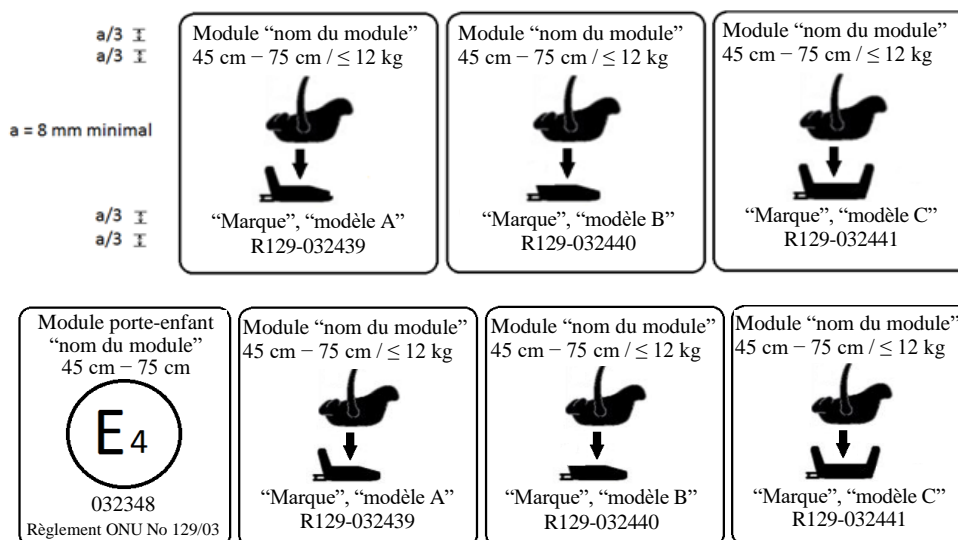 a/3
a/3
a = 8 mm minimal
a/3
a/3
Module “nom du module”
45 cm − 75 cm / ≤ 12 kg
“Marque”, “modèle A”
R129-032439
Module “nom du module”
45 cm − 75 cm / ≤ 12 kg
“Marque”, “modèle B”
R129-032440
Module “nom du module”
45 cm − 75 cm / ≤ 12 kg
“Marque”, “modèle C”
R129-032441
Module porte-enfant
“nom du module”
45 cm − 75 cm
E 4
032348
Règlement ONU No 129/03
Module “nom du module”
45 cm − 75 cm / ≤ 12 kg
“Marque”, “modèle A”
R129-032439
Module “nom du module”
45 cm − 75 cm / ≤ 12 kg
“Marque”, “modèle B”
R129-032440
Module “nom du module”
45 cm − 75 cm / ≤ 12 kg
“Marque”, “modèle C”
R129-032441